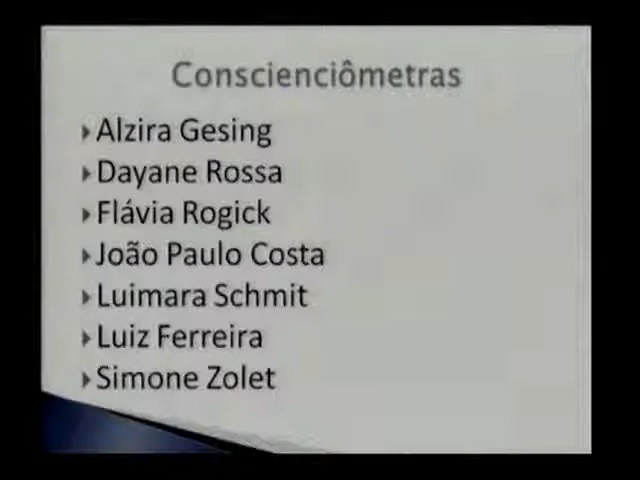 Conscienciômetras
Alzira Gesing
Dayane Rossa
Flávia Rogick
João Paulo Costa
Luimara Schmit
Luiz Ferreira
Simone Zolet